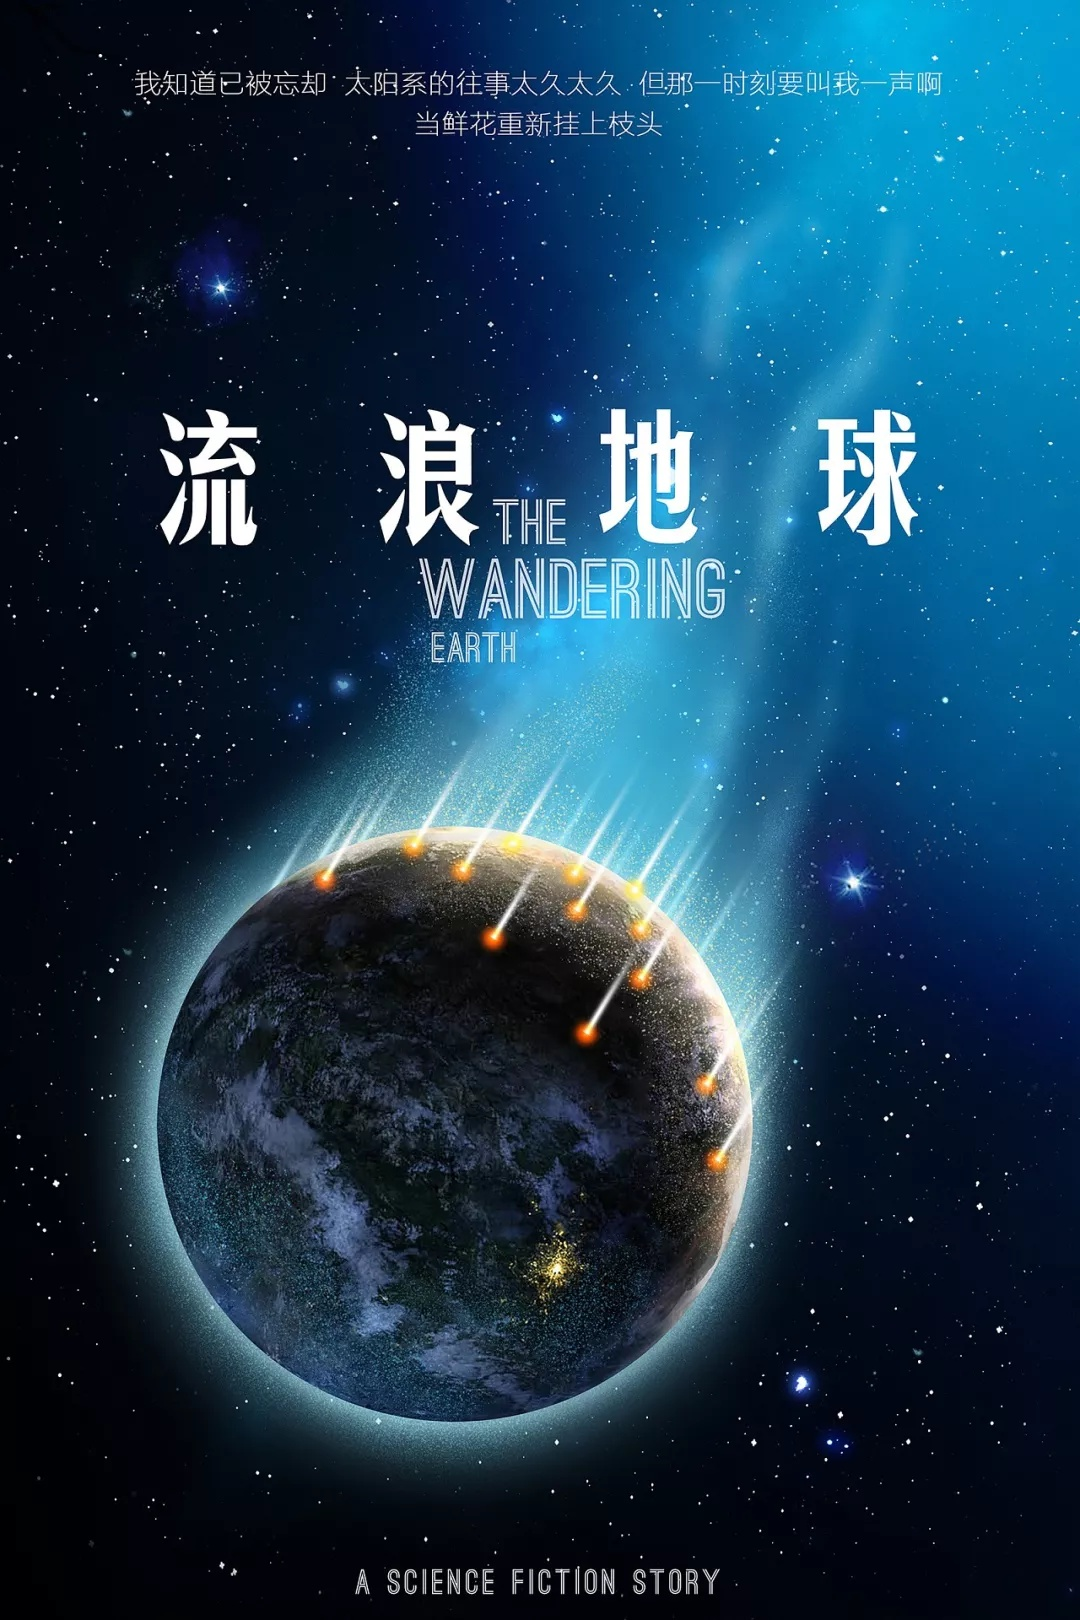 我知道已被忘却 太阳系的往事太久太久 但那一时刻要叫我一声啊
当鲜花重新挂上枝头
流浪地球
THE
WANDERING
EARTH
A SCIENCE FICTION STORY